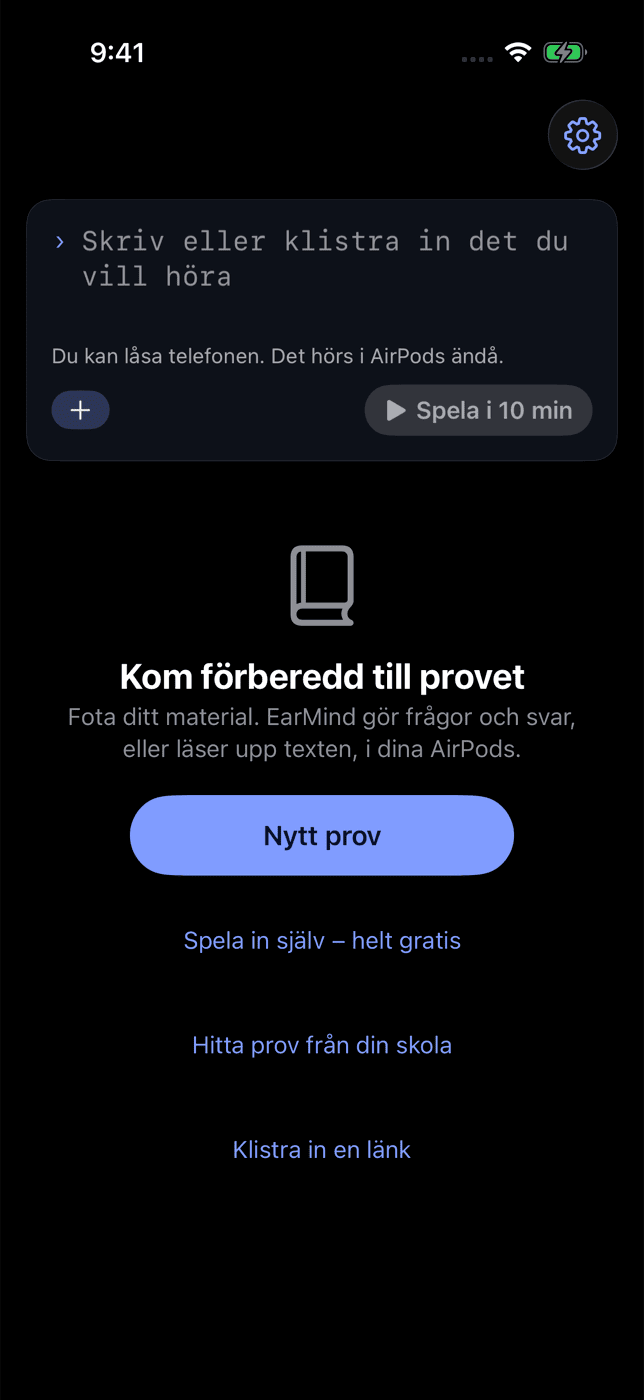 9:41
› Skriv eller klistra in det du
vill höra
Du kan låsa telefonen. Det hörs i AirPods ändå.
+
Spela i 10 min
Kom förberedd till provet
Fota ditt material. EarMind gör frågor och svar,
eller läser upp texten, i dina AirPods.
Nytt prov
Spela in själv – helt gratis
Hitta prov från din skola
Klistra in en länk